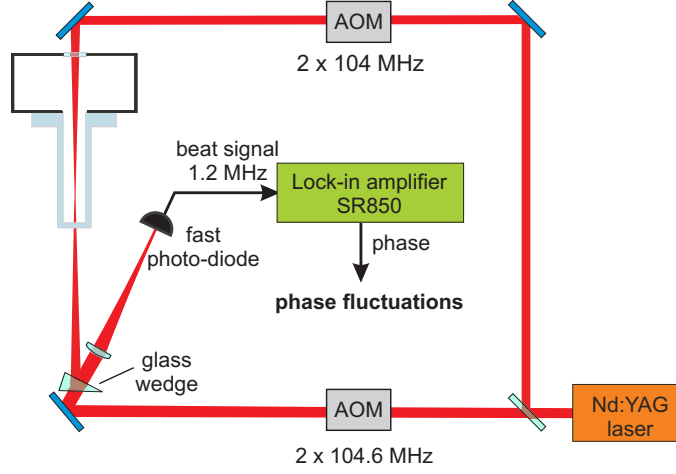 AOM
2 x 104 MHz
beat signal
1.2 MHz
Lock-in amplifier
SR850
fast
photo-diode
phase
phase fluctuations
glass
wedge
AOM
2 x 104.6 MHz
Nd:YAG
laser